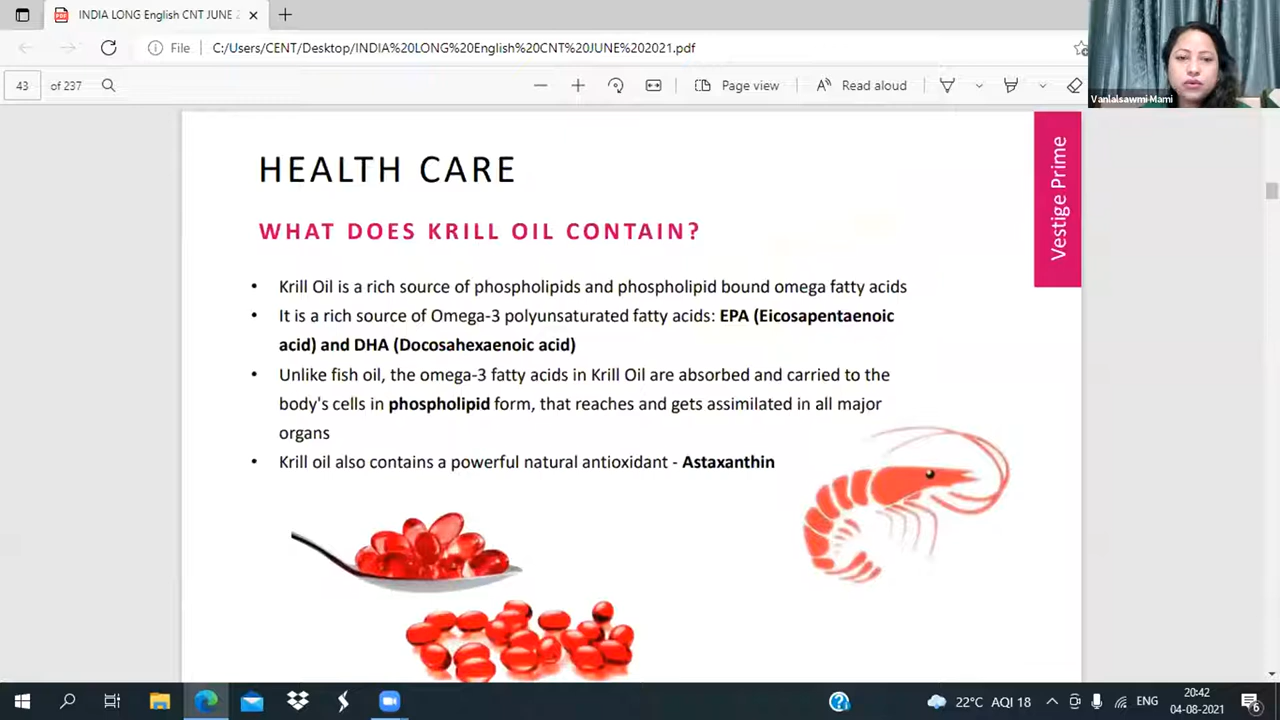 INDIA LONG English CNT JUNE 2
File
C:/Users/CENT/Desktop/INDIA%20LONG%20English%20CNT%20JUNE%202021.pdf
43 of 237
Page view
Read aloud
Vanlalsawmi Mami
HEALTH CARE
Vestige Prime
WHAT DOES KRILL OIL CONTAIN?
• Krill Oil is a rich source of phospholipids and phospholipid bound omega fatty acids
• It is a rich source of Omega-3 polyunsaturated fatty acids: EPA (Eicosapentaenoic
acid) and DHA (Docosahexaenoic acid)
• Unlike fish oil, the omega-3 fatty acids in Krill Oil are absorbed and carried to the
body's cells in phospholipid form, that reaches and gets assimilated in all major
organs
• Krill oil also contains a powerful natural antioxidant - Astaxanthin
22°C AQI 18
ENG
20:42
04-08-2021
6